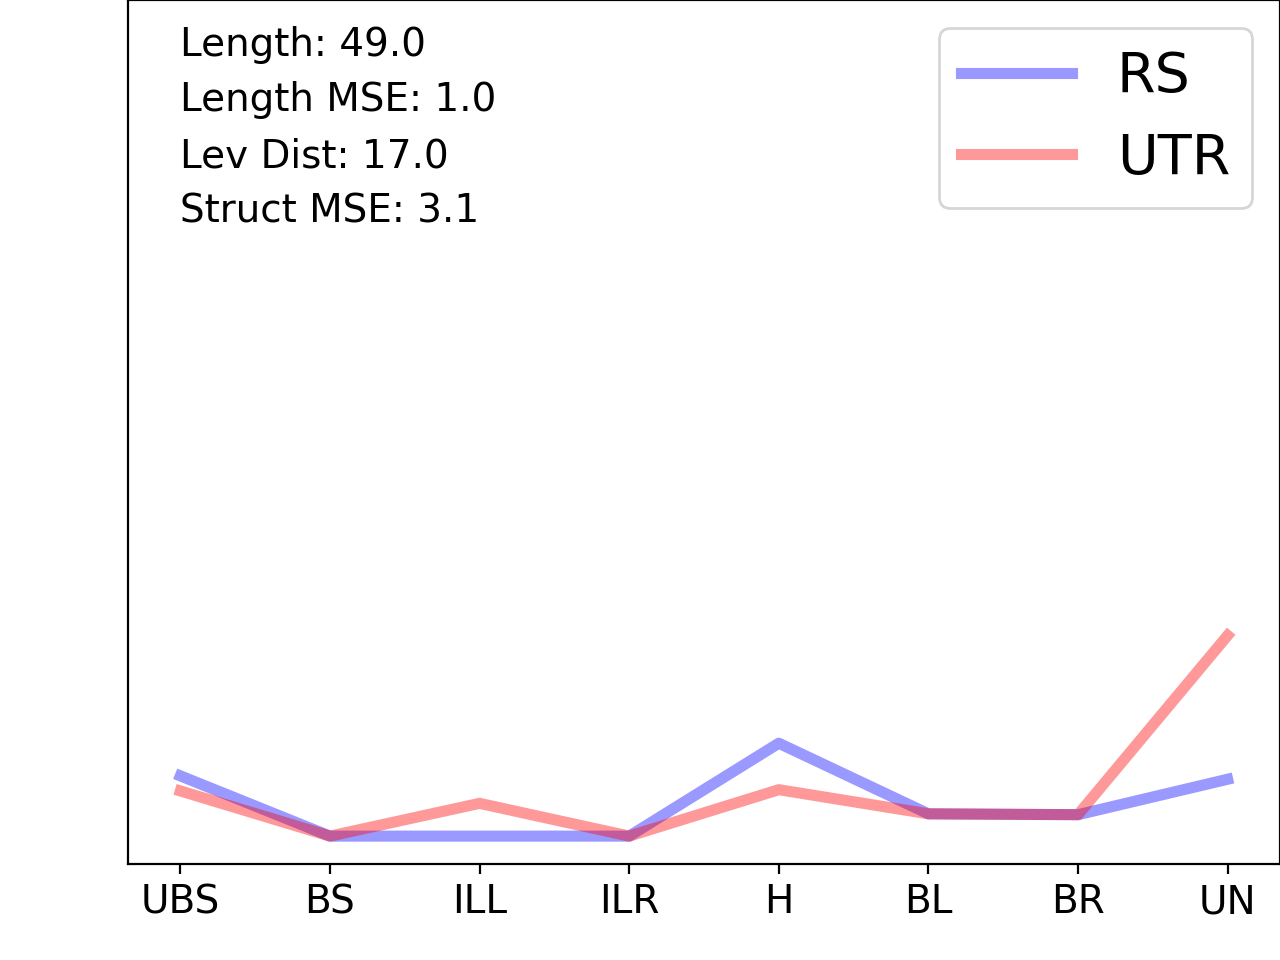 Length: 49.0
Length MSE: 1.0
Lev Dist: 17.0
Struct MSE: 3.1
RS
UTR
UBS BS ILL ILR H BL BR UN